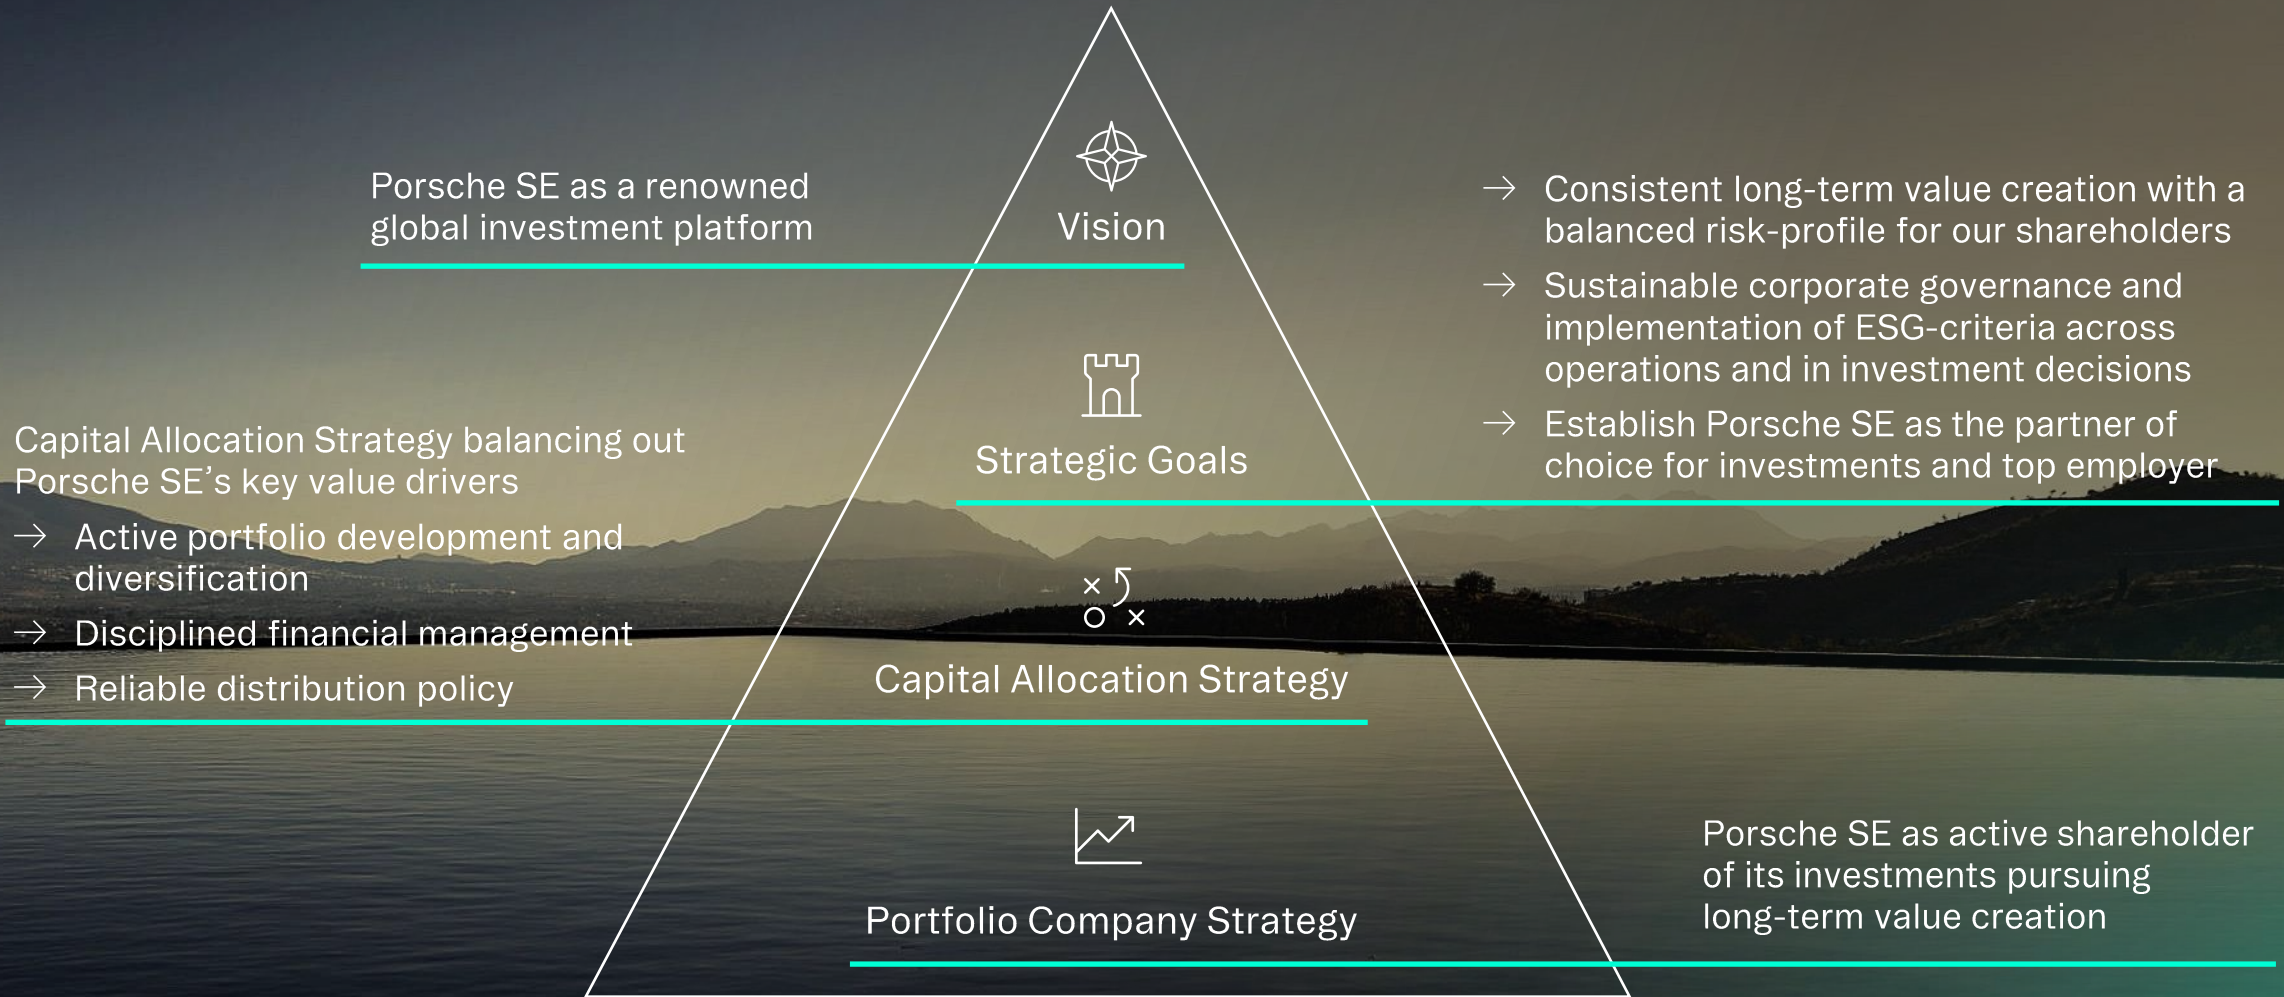 Porsche SE as a renowned
global investment platform
Vision
→ Consistent long-term value creation with a
balanced risk-profile for our shareholders
→ Sustainable corporate governance and
implementation of ESG-criteria across
operations and in investment decisions
→ Establish Porsche SE as the partner of
choice for investments and top employer
Strategic Goals
Capital Allocation Strategy balancing out
Porsche SE’s key value drivers
→ Active portfolio development and
diversification
→ Disciplined financial management
→ Reliable distribution policy
Capital Allocation Strategy
Portfolio Company Strategy
Porsche SE as active shareholder
of its investments pursuing
long-term value creation